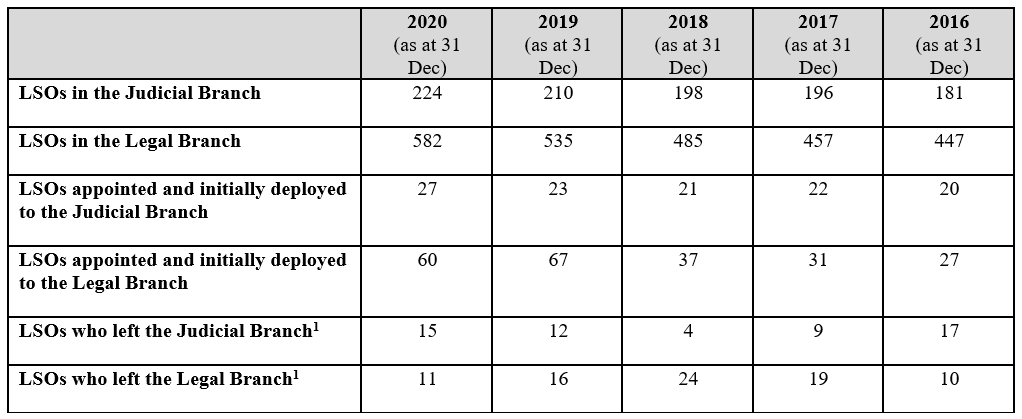 2020 2019 2018 2017 2016
(as at 31 (as at 31 (as at 31 (as at 31 (as at 31
Dec) Dec) Dec) Dec) Dec)
LSOs in the Judicial Branch 224 210 198 196 181
LSOs in the Legal Branch 582 535 485 457 447
LSOs appointed and initially deployed 27 23 21 22 20
to the Judicial Branch
LSOs appointed and initially deployed 60 67 37 31 27
to the Legal Branch
LSOs who left the Judicial Branch¹ 15 12 4 9 17
LSOs who left the Legal Branch¹ 11 16 24 19 10